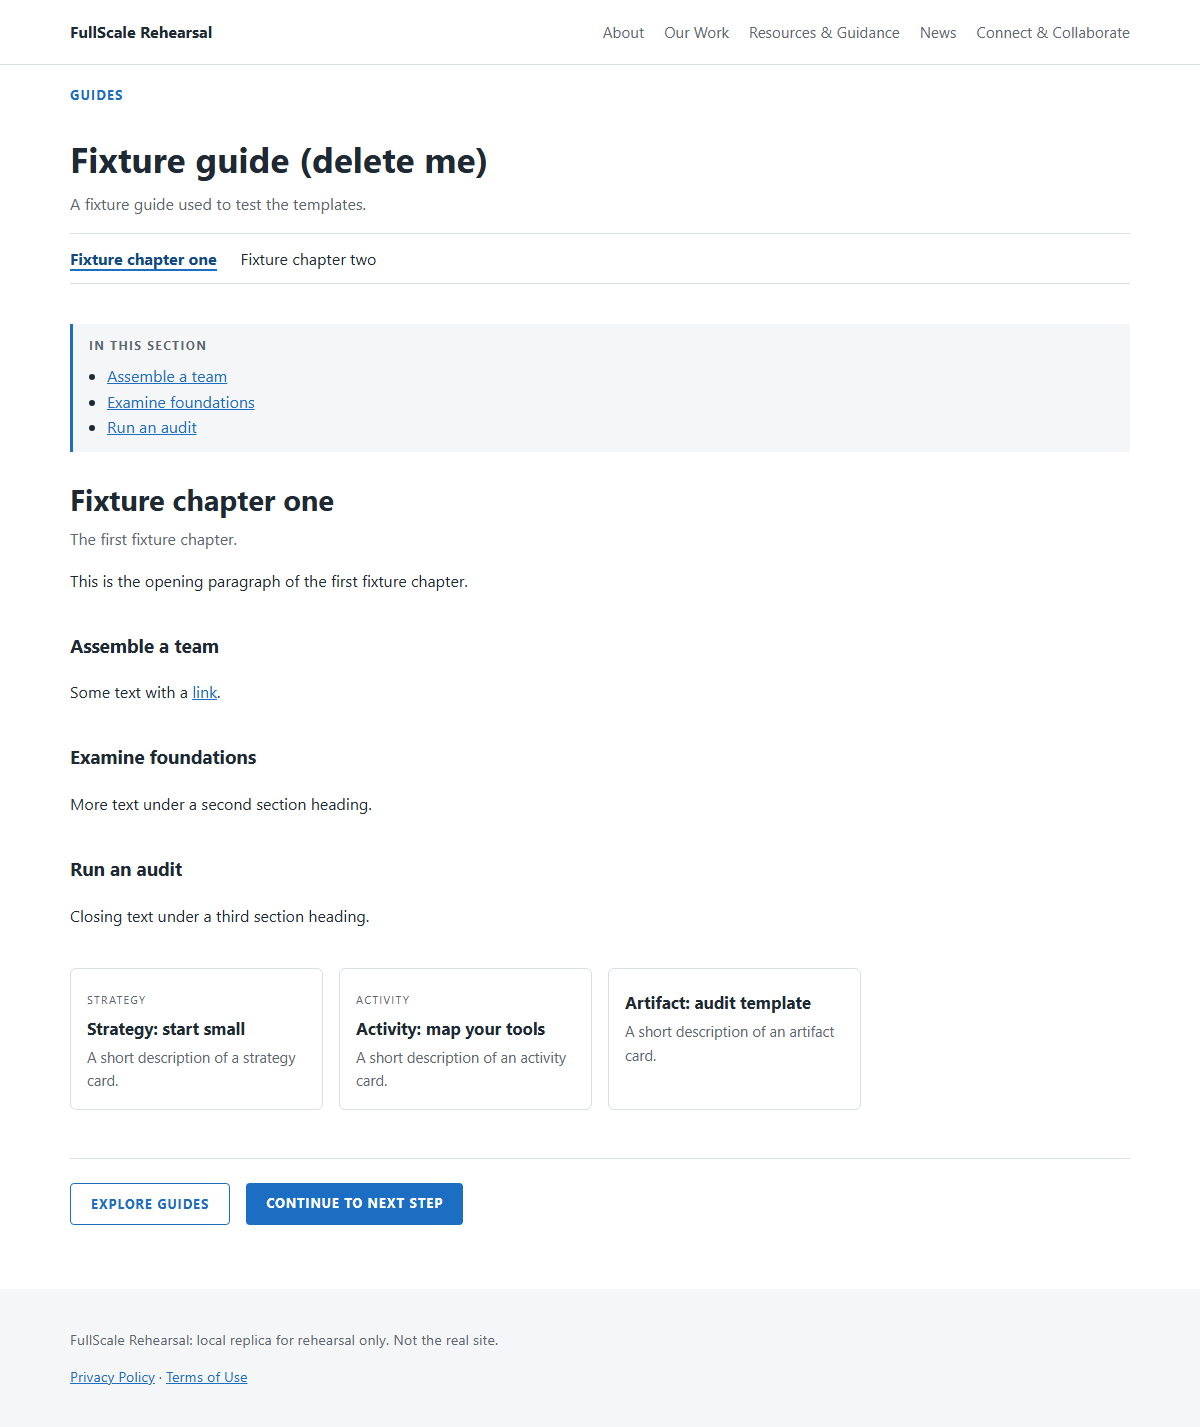 FullScale Rehearsal
About
Our Work
Resources & Guidance
News
Connect & Collaborate
GUIDES
Fixture guide (delete me)
A fixture guide used to test the templates.
Fixture chapter one
Fixture chapter two
IN THIS SECTION
Assemble a team
Examine foundations
Run an audit
Fixture chapter one
The first fixture chapter.
This is the opening paragraph of the first fixture chapter.
Assemble a team
Some text with a link.
Examine foundations
More text under a second section heading.
Run an audit
Closing text under a third section heading.
STRATEGY
Strategy: start small
A short description of a strategy
card.
ACTIVITY
Activity: map your tools
A short description of an activity
card.
Artifact: audit template
A short description of an artifact
card.
EXPLORE GUIDES
CONTINUE TO NEXT STEP
FullScale Rehearsal: local replica for rehearsal only. Not the real site.
Privacy Policy · Terms of Use